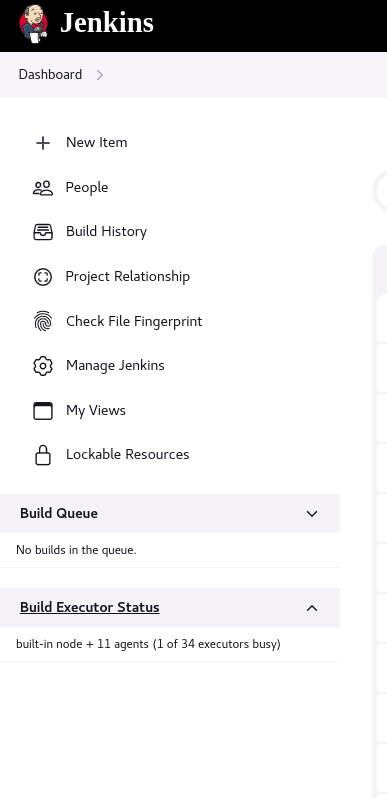 Jenkins
Dashboard
New Item
People
Build History
Project Relationship
Check File Fingerprint
Manage Jenkins
My Views
Lockable Resources
Build Queue
No builds in the queue.
Build Executor Status
built-in node + 11 agents (1 of 34 executors busy)